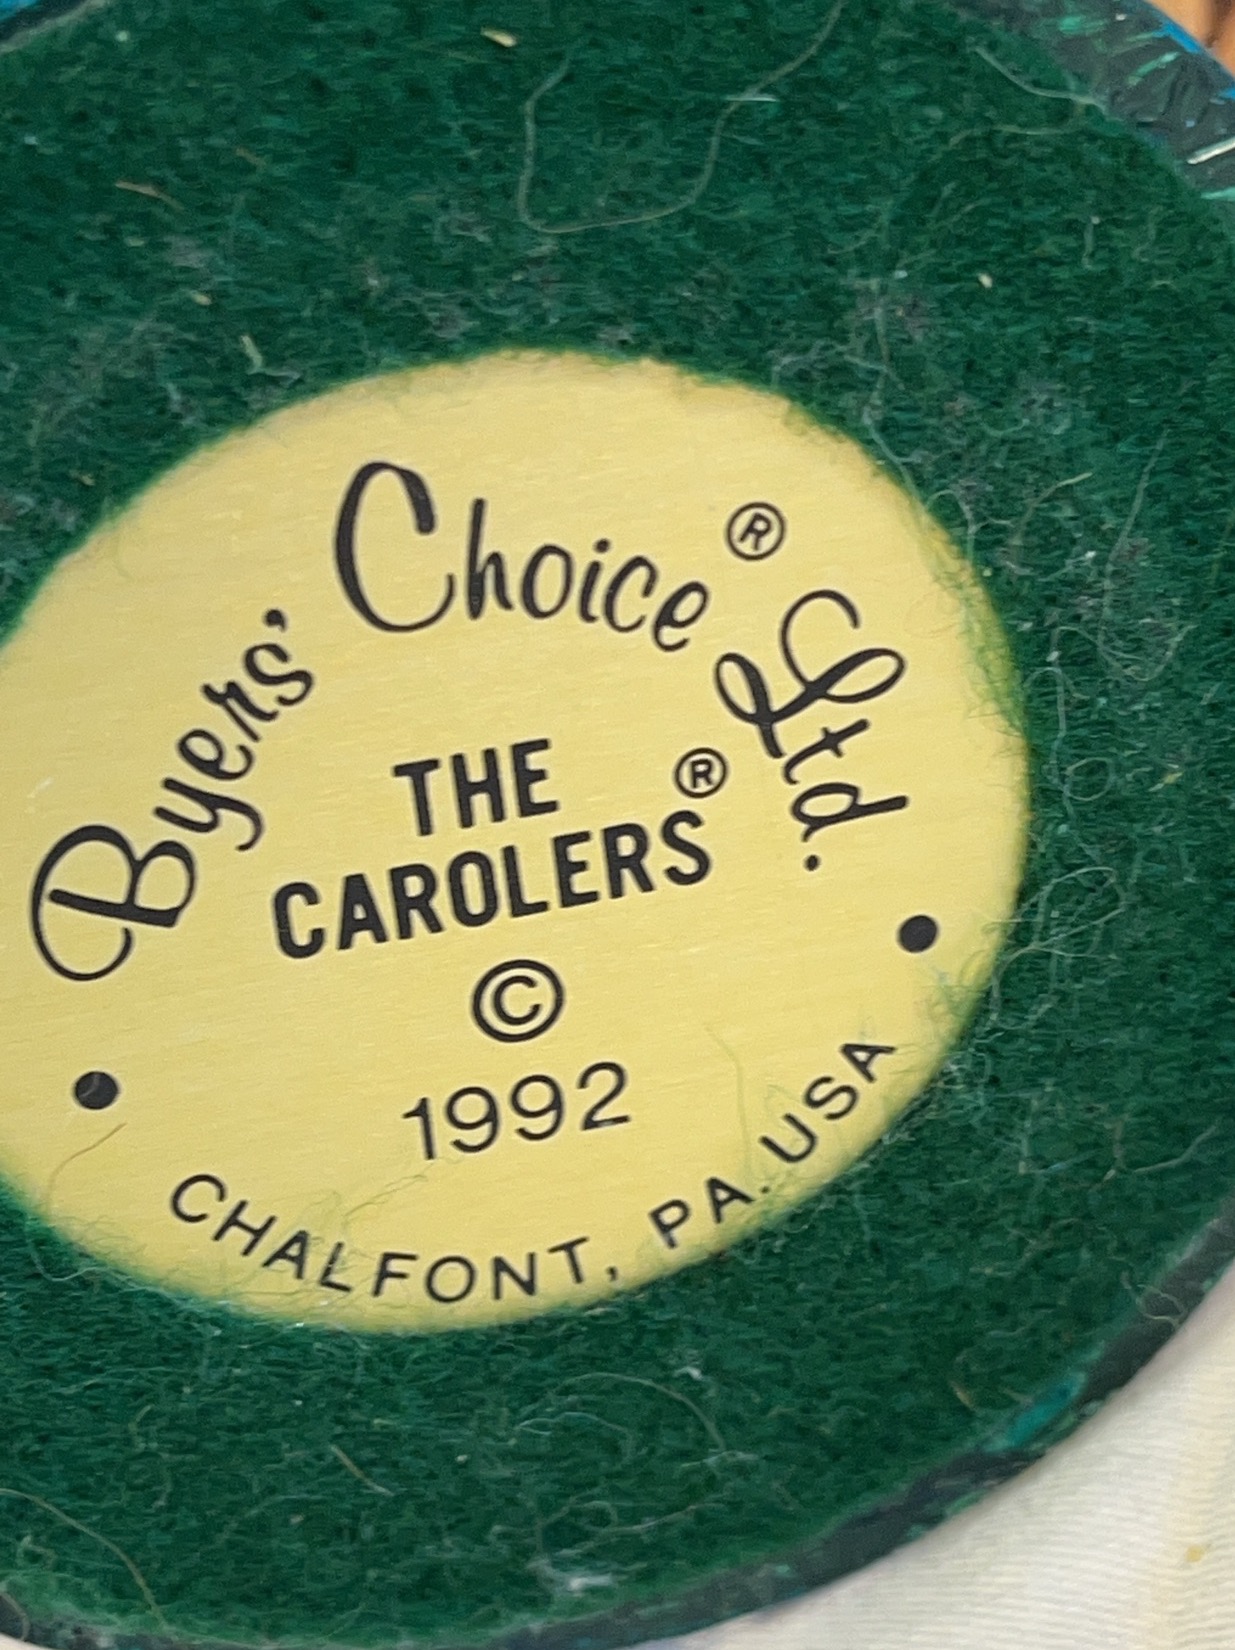 Byers' Choice® Ltd.
THE
CAROLERS®
©
1992
CHALFONT, PA. USA